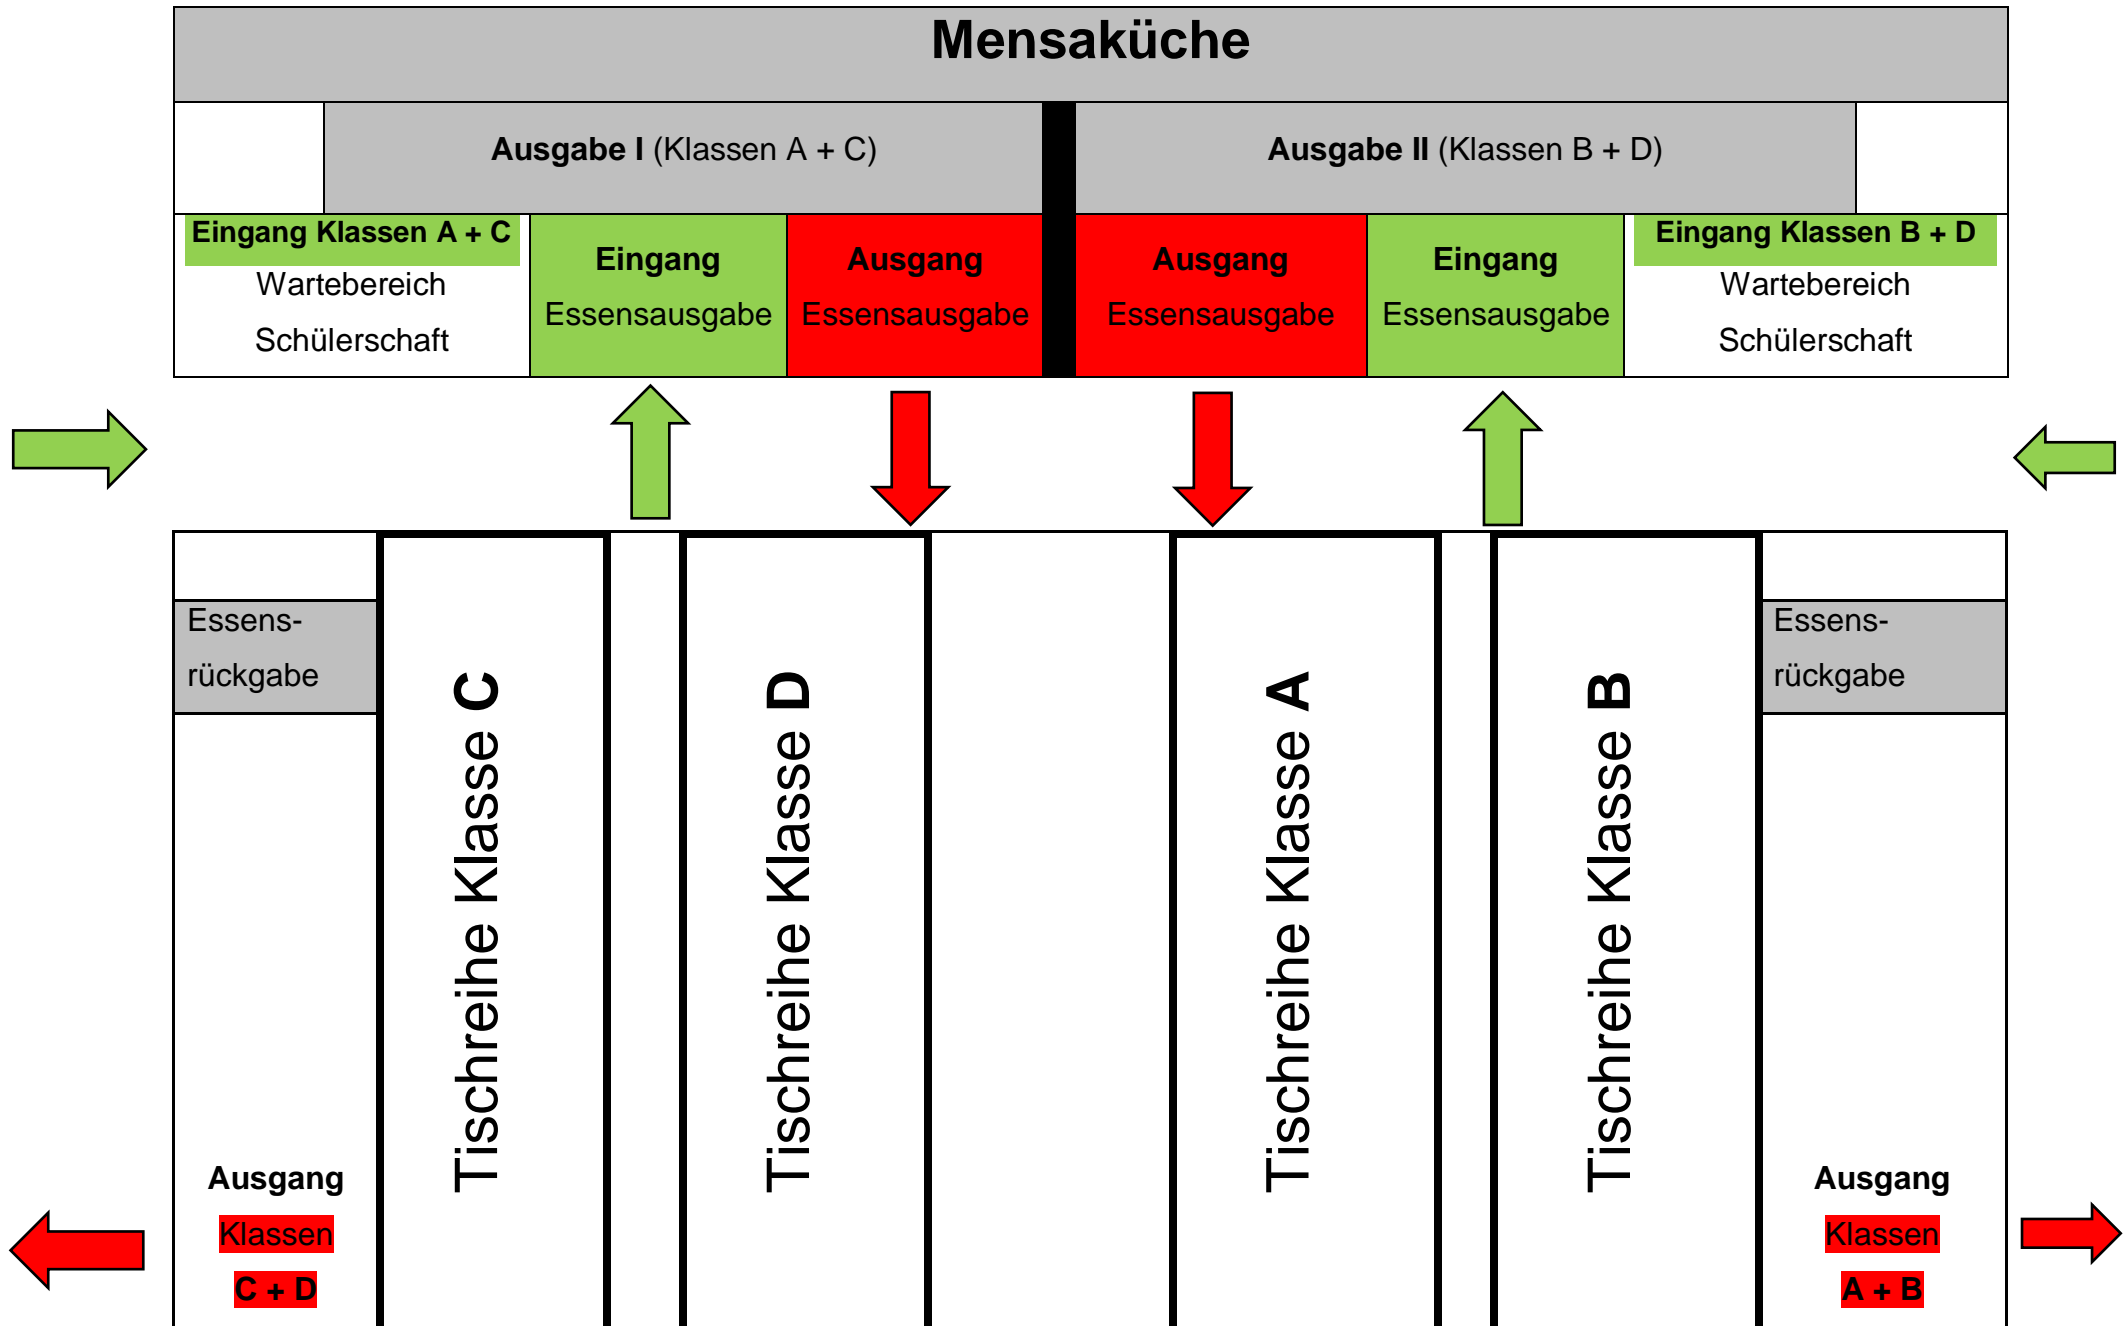 Mensaküche
Ausgabe I (Klassen A + C)
Ausgabe II (Klassen B + D)
Eingang Klassen A + C
Wartebereich
Schülerschaft
Eingang
Essensausgabe
Ausgang
Essensausgabe
Ausgang
Essensausgabe
Eingang
Essensausgabe
Eingang Klassen B + D
Wartebereich
Schülerschaft
Essens-
rückgabe
Tischreihe Klasse C
Tischreihe Klasse D
Tischreihe Klasse A
Tischreihe Klasse B
Essens-
rückgabe
Ausgang
Klassen
C + D
Ausgang
Klassen
A + B